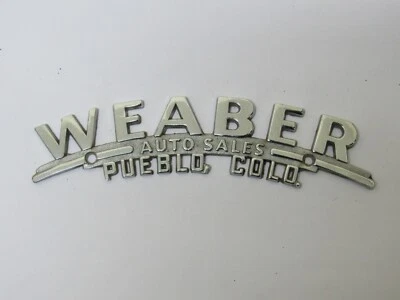 WEABER
AUTO SALES
PUEBLO, COLO.